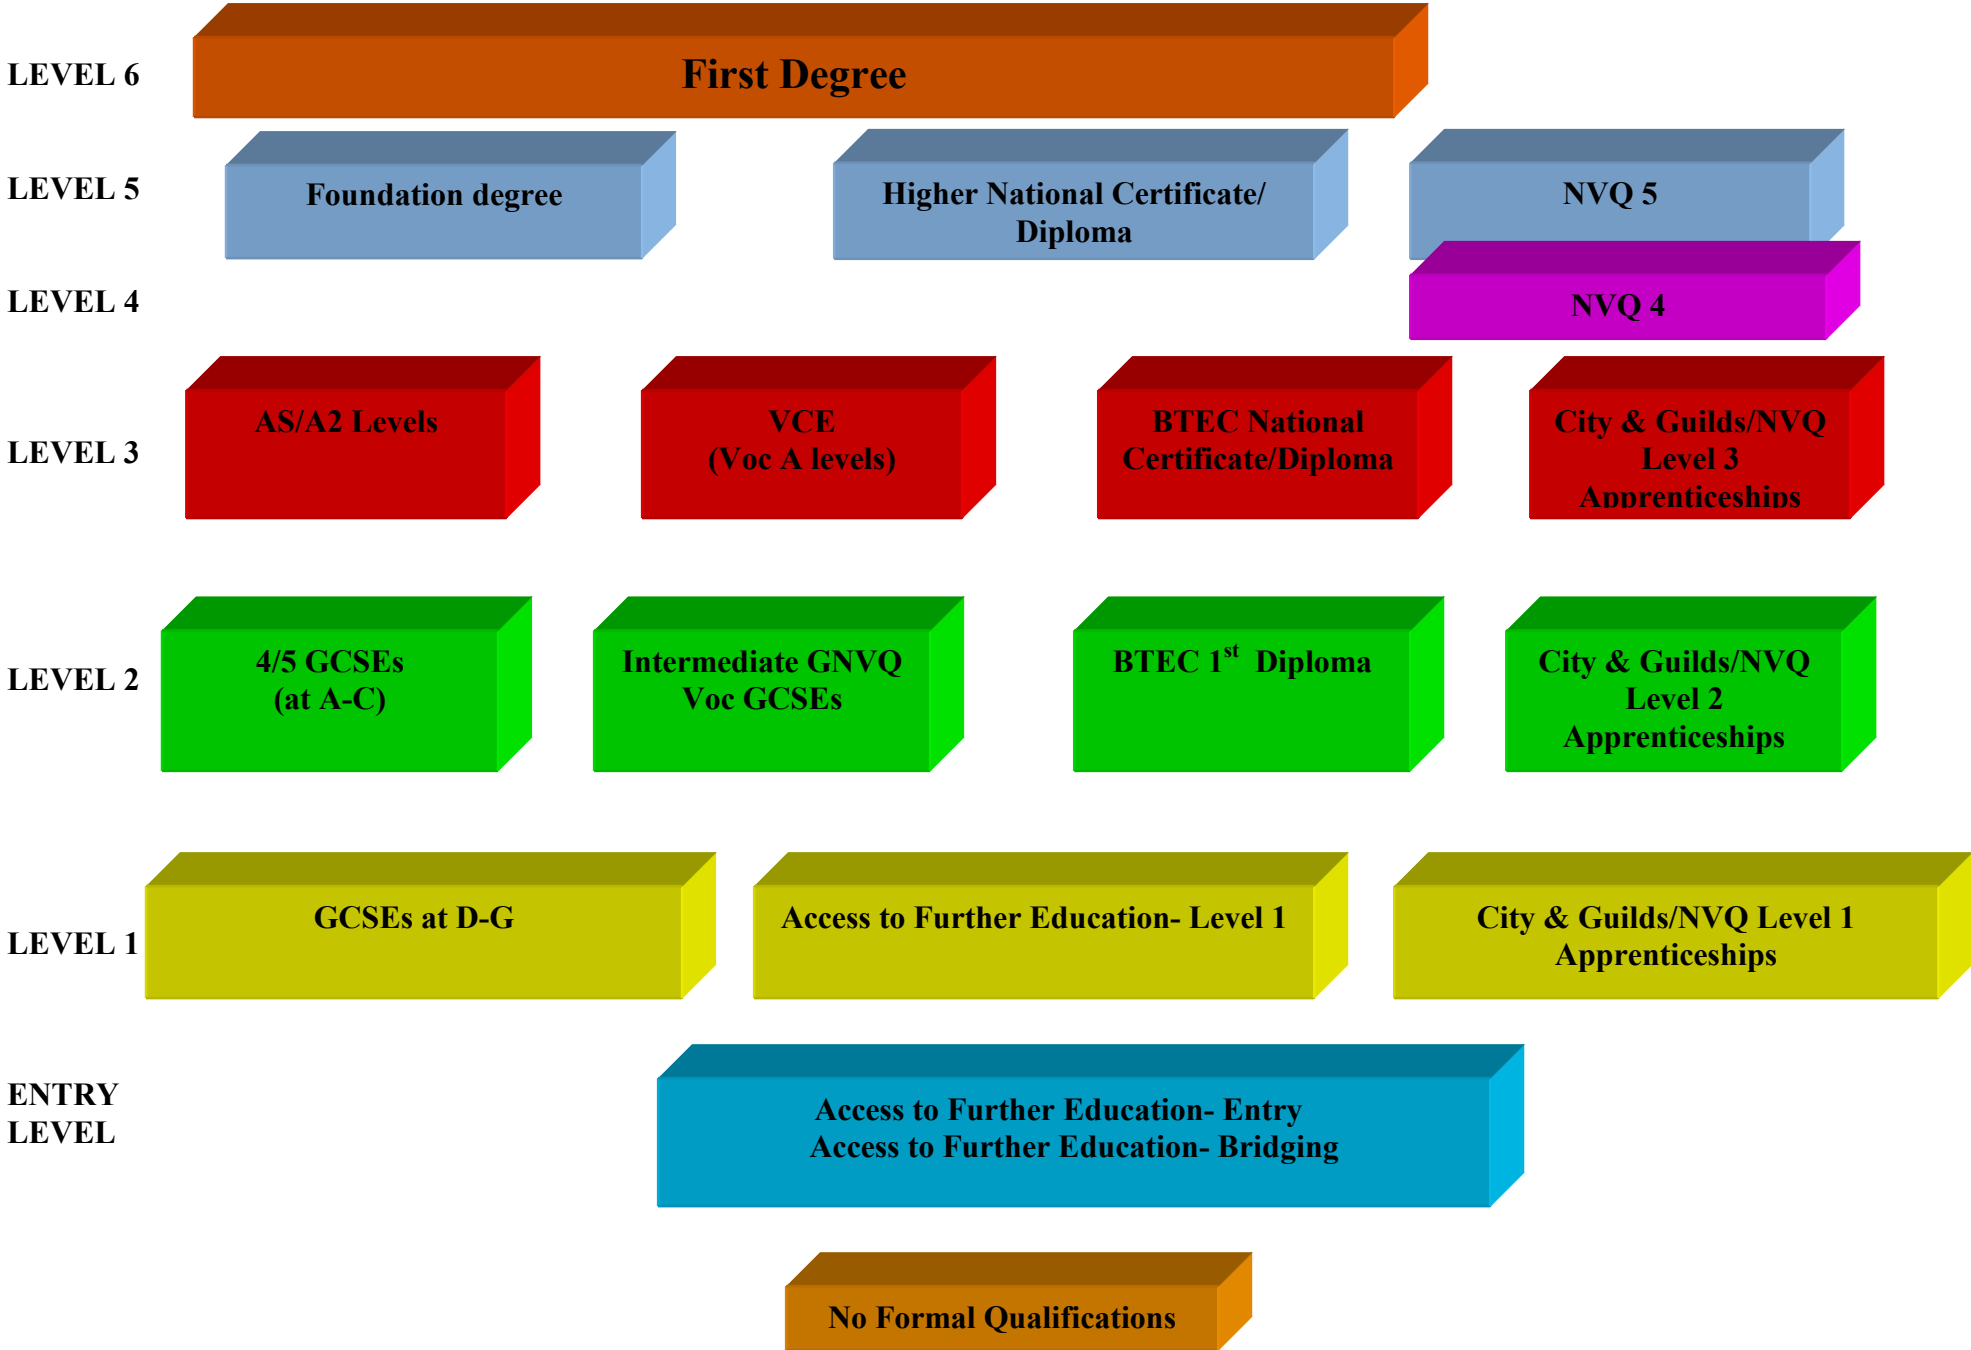 LEVEL 6
First Degree
LEVEL 5
Foundation degree
Higher National Certificate/
Diploma
NVQ 5
LEVEL 4
NVQ 4
LEVEL 3
AS/A2 Levels
VCE
(Voc A levels)
BTEC National
Certificate/Diploma
City & Guilds/NVQ
Level 3
Apprenticeships
LEVEL 2
4/5 GCSEs
(at A-C)
Intermediate GNVQ
Voc GCSEs
BTEC 1st Diploma
City & Guilds/NVQ
Level 2
Apprenticeships
LEVEL 1
GCSEs at D-G
Access to Further Education- Level 1
City & Guilds/NVQ Level 1
Apprenticeships
ENTRY
LEVEL
Access to Further Education- Entry
Access to Further Education- Bridging
No Formal Qualifications